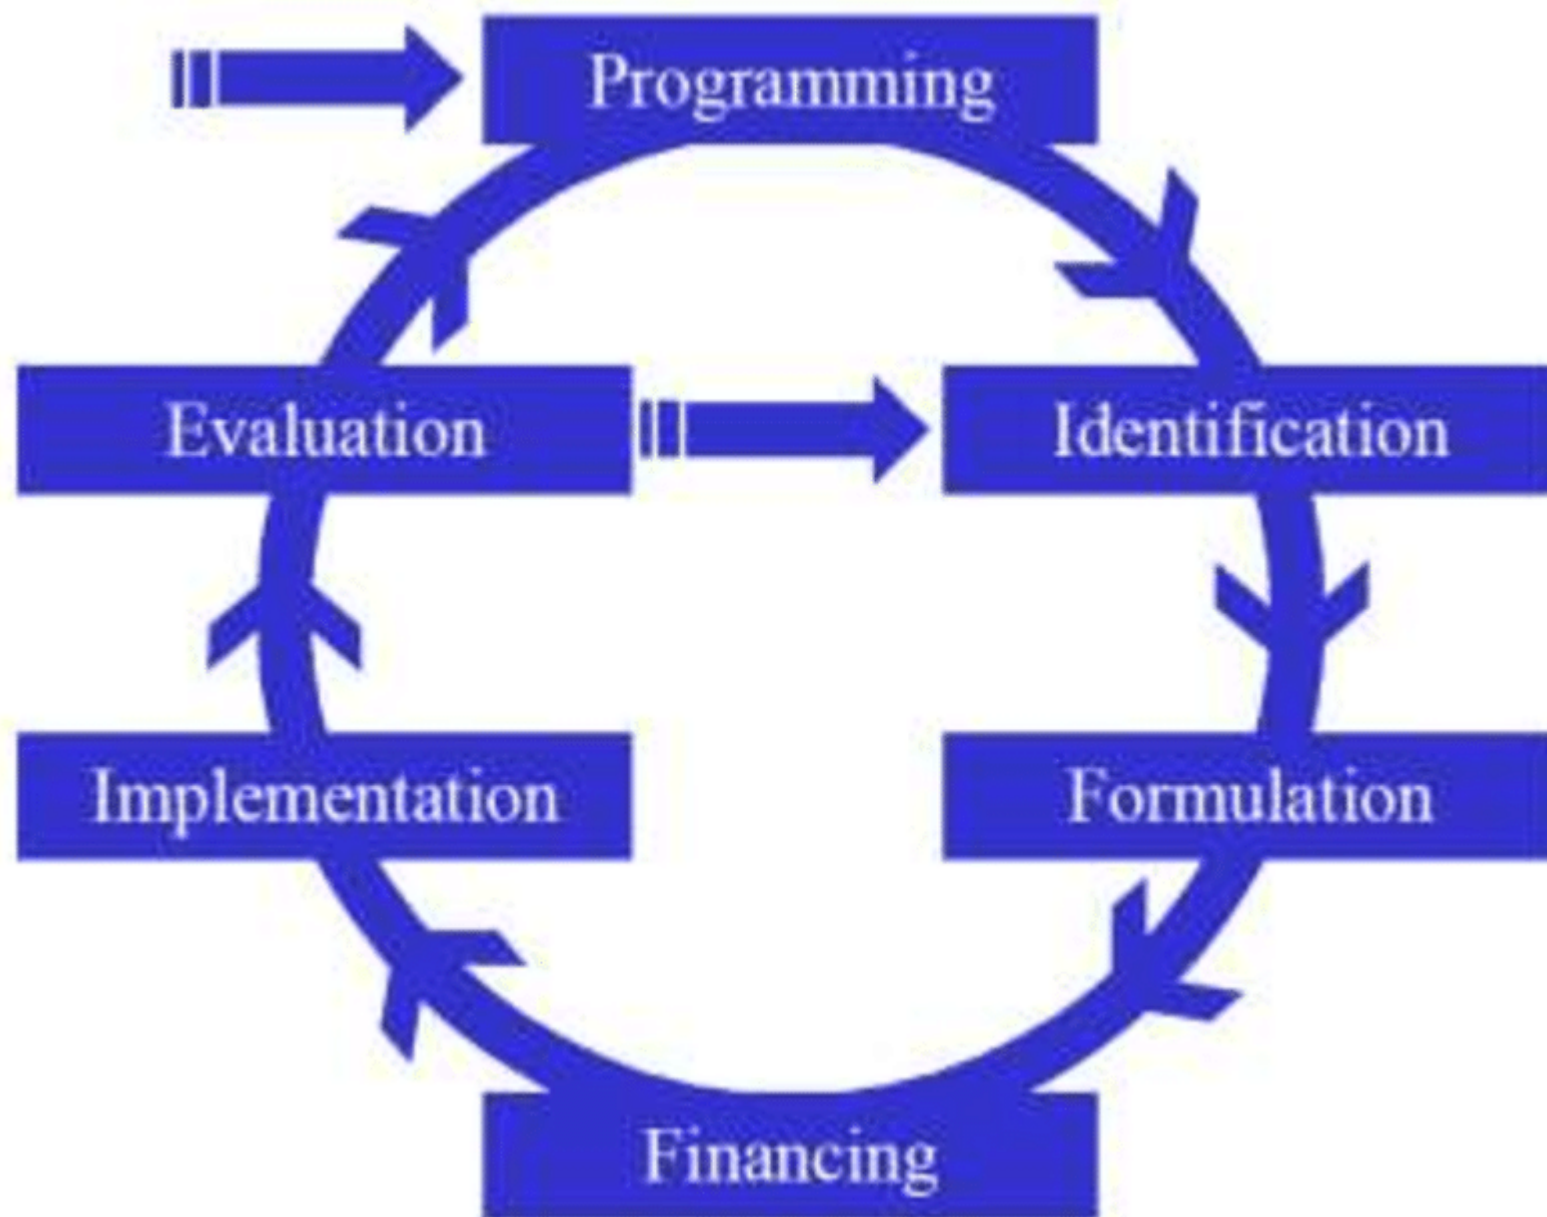 Programming
Evaluation
Identification
Implementation
Formulation
Financing